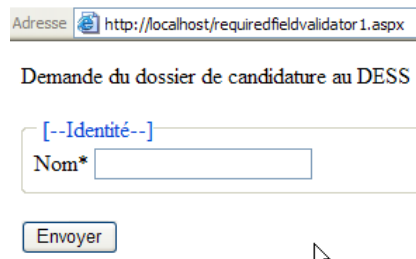 Adresse http://localhost/requiredfieldvalidator1.aspx
Demande du dossier de candidature au DESS
[--Identité--]
Nom*
Envoyer